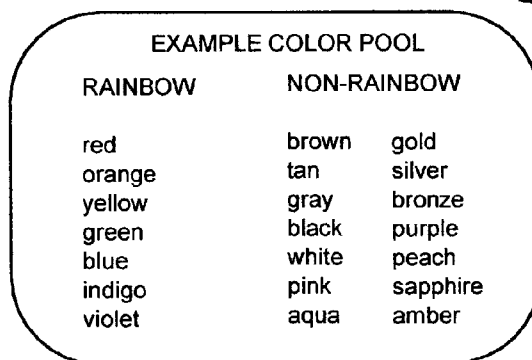 EXAMPLE COLOR POOL
RAINBOW NON-RAINBOW
red brown gold
orange tan silver
yellow gray bronze
green black purple
blue white peach
indigo pink sapphire
violet aqua amber